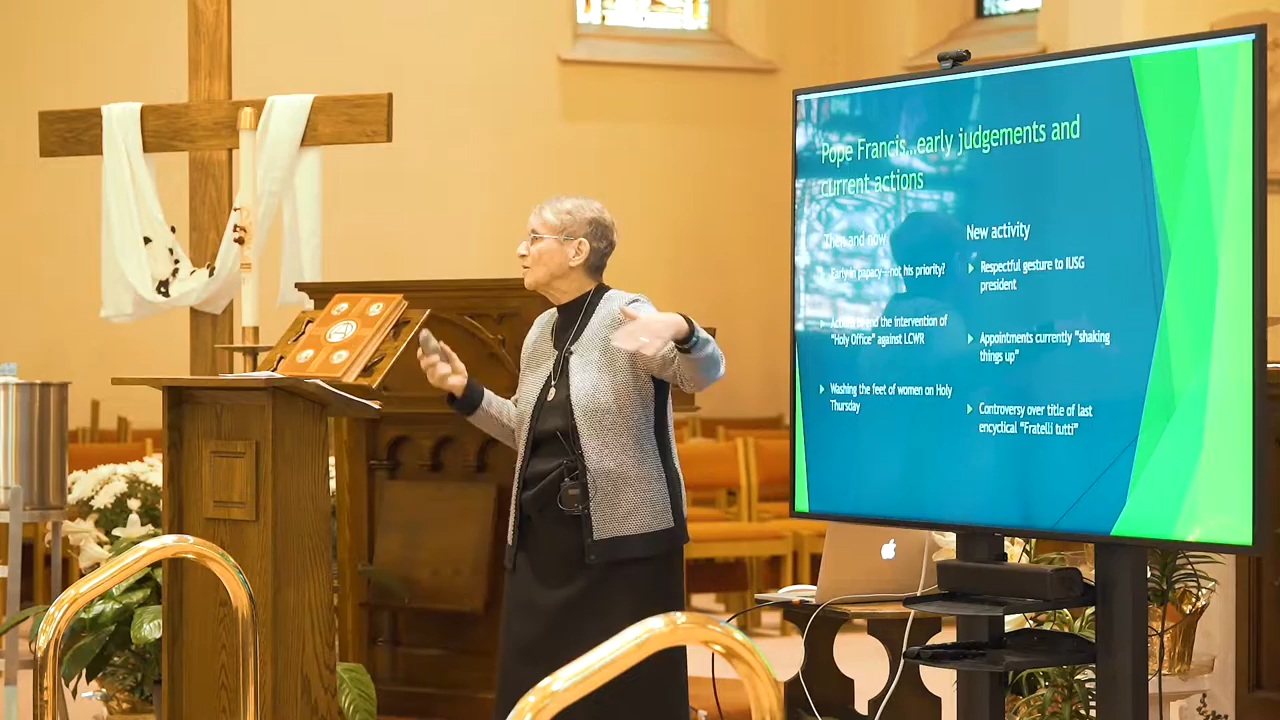 Pope Francis...early judgements and
current actions
Then and now
Early in papacy—not his priority?
end the intervention of
"Holy Office" against LCWR
Washing the feet of women on Holy
Thursday
New activity
Respectful gesture to IUSG
president
Appointments currently "shaking
things up"
Controversy over title of last
encyclical "Fratelli tutti"